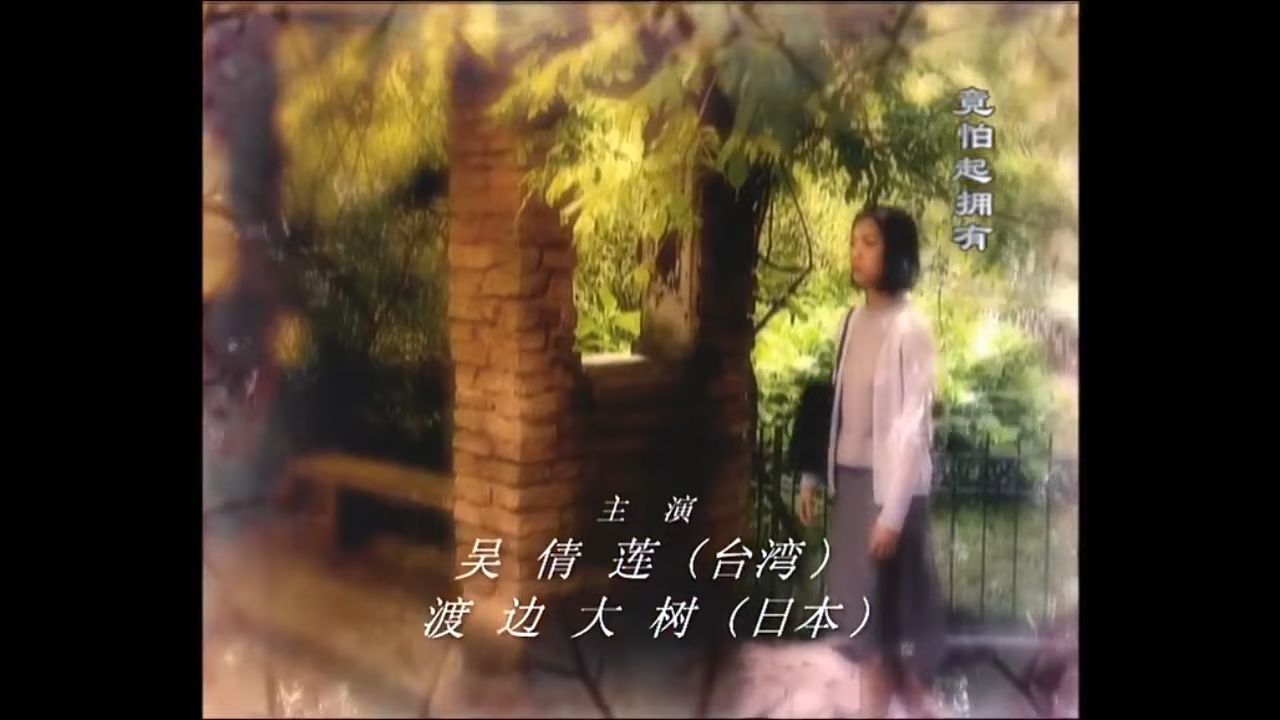 竟怕起拥有
主 演
吴 倩 莲（台湾）
渡 边 大 树（日本）